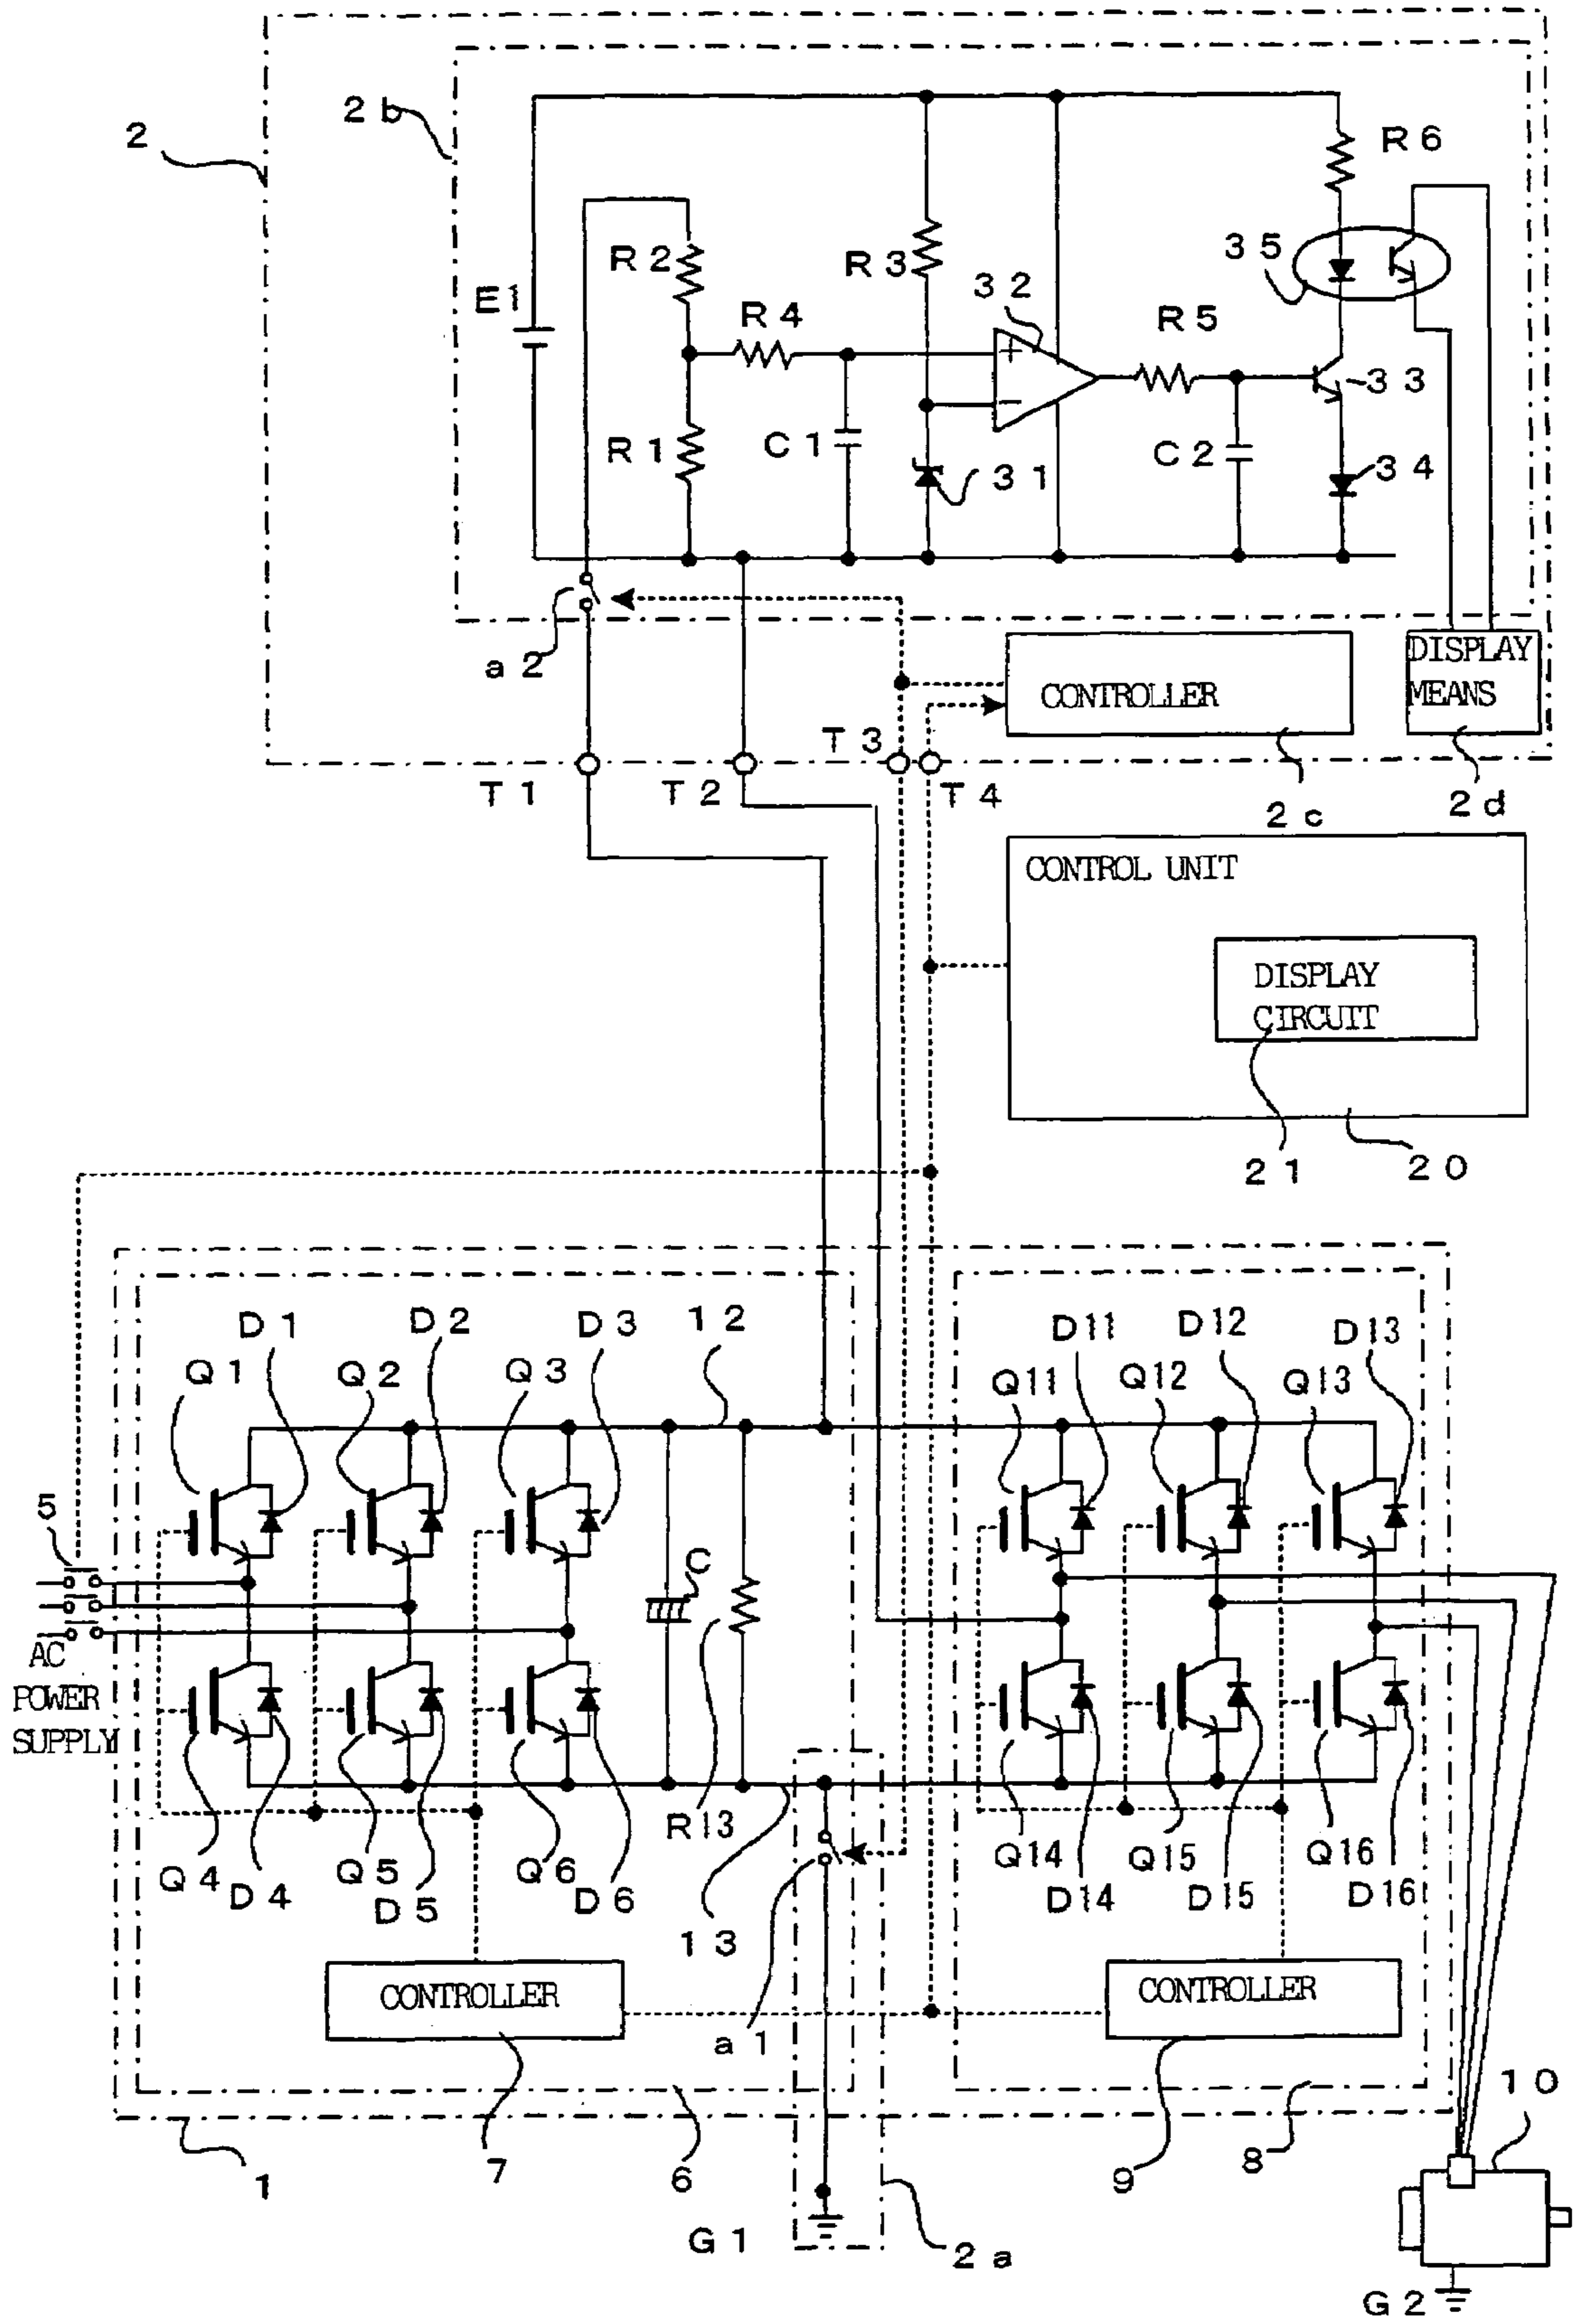 2
2b
R6
R2
R3
35
E1
32
R4
R5
33
R1
C1
31
C2
34
a2
DISPLAY
MEANS
CONTROLLER
T3
T1
T2
T4
2c
2d
CONTROL UNIT
DISPLAY
CIRCUIT
21
20
D1
D2
12
D3
D11
D12
D13
Q1
Q2
Q3
Q11
Q12
Q13
5
C
AC
POWER
SUPPLY
R13
Q4
D4
Q5
D5
Q6
D6
Q14
D14
Q15
D15
Q16
D16
13
CONTROLLER
CONTROLLER
a1
10
1
7
6
9
8
G1
2a
G2